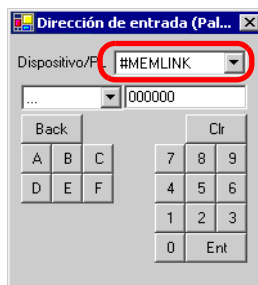 Dirección de entrada (Pal...
Dispositivo/PL #MEMLINK
... 000000
Back Clr
A B C 7 8 9
D E F 4 5 6
1 2 3
0 Ent